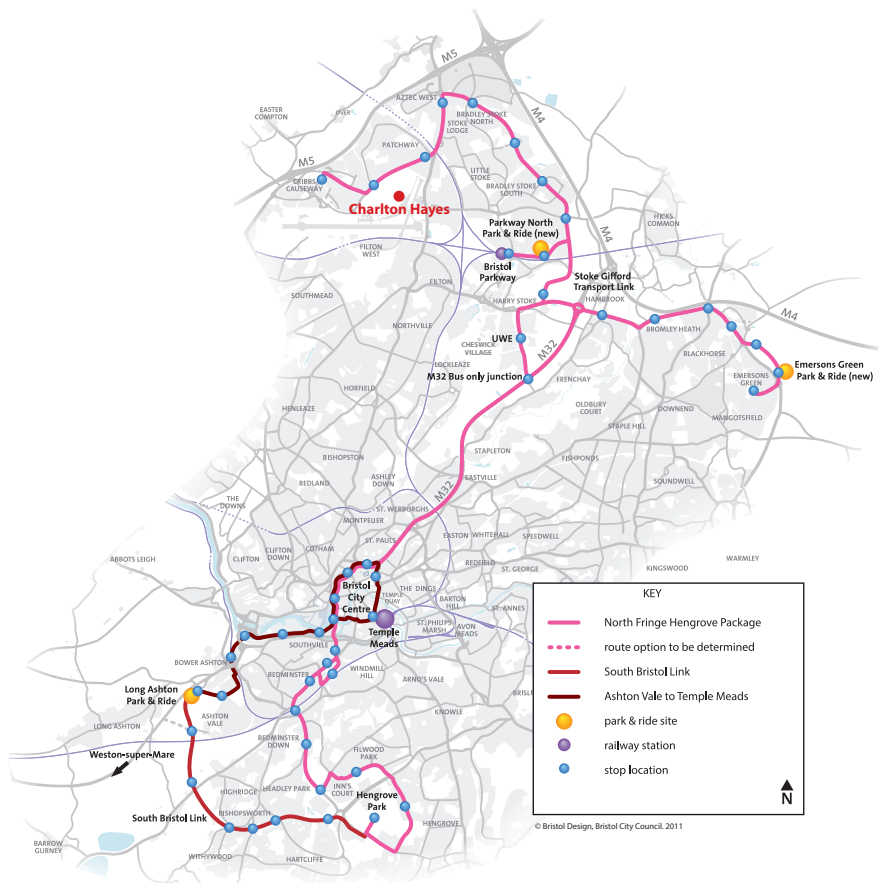 M5
AZTEC WEST
M4
EASTER
COMPTON
OVER
BRADLEY STOKE
NORTH
STOKE
LODGE
PATCHWAY
M5
LITTLE
STOKE
CRIBBS
CAUSEWAY
BRADLEY STOKE
SOUTH
Charlton Hayes
Parkway North
Park & Ride (new)
HICKS
COMMON
M4
FILTON
WEST
Bristol
Parkway
FILTON
Stoke Gifford
Transport Link
SOUTHMEAD
HARRY STOKE
HAMBROOK
M4
NORTHVILLE
BROMLEY HEATH
UWE
CHESWICK
VILLAGE
M32
BLACKHORSE
LOCKLEAZE
Emersons Green
Park & Ride (new)
M32 Bus only junction
FRENCHAY
EMERSONS
GREEN
HORFIELD
OLDBURY
COURT
DOWNEND
HENLEAZE
MANGOTSFIELD
STAPLE HILL
STAPLETON
BISHOPSTON
FISHPONDS
REDLAND
ASHLEY
DOWN
EASTVILLE
SOUNDWELL
M32
THE
DOWNS
ST. WERBURGHS
MONTPELIER
EASTON
WHITEHALL
SPEEDWELL
ST. PAULS
COTHAM
CLIFTON
DOWN
CLIFTON
ABBOTS LEIGH
REDFIELD
ST. GEORGE
WARMLEY
KINGSWOOD
Bristol
City
Centre
THE DINGS
TEMPLE
QUAY
BARTON
HILL
ST. ANNES
Temple
Meads
ST. PHILIPS
MARSH
AVON
MEADS
SOUTHVILLE
BOWER ASHTON
BEDMINSTER
WINDMILL
HILL
ARNO'S VALE
BRISLI
Long Ashton
Park & Ride
ASHTON
VALE
LONG ASHTON
KNOWLE
BEDMINSTER
DOWN
FILWOOD
PARK
Weston-super-Mare
HIGHRIDGE
HEADLEY PARK
INN'S
COURT
Hengrove
Park
South Bristol Link
BISHOPSWORTH
HENGROVE
BARROW
GURNEY
WITHYWOOD
HARTCLIFFE
KEY
North Fringe Hengrove Package
route option to be determined
South Bristol Link
Ashton Vale to Temple Meads
park & ride site
railway station
stop location
N
© Bristol Design, Bristol City Council. 2011